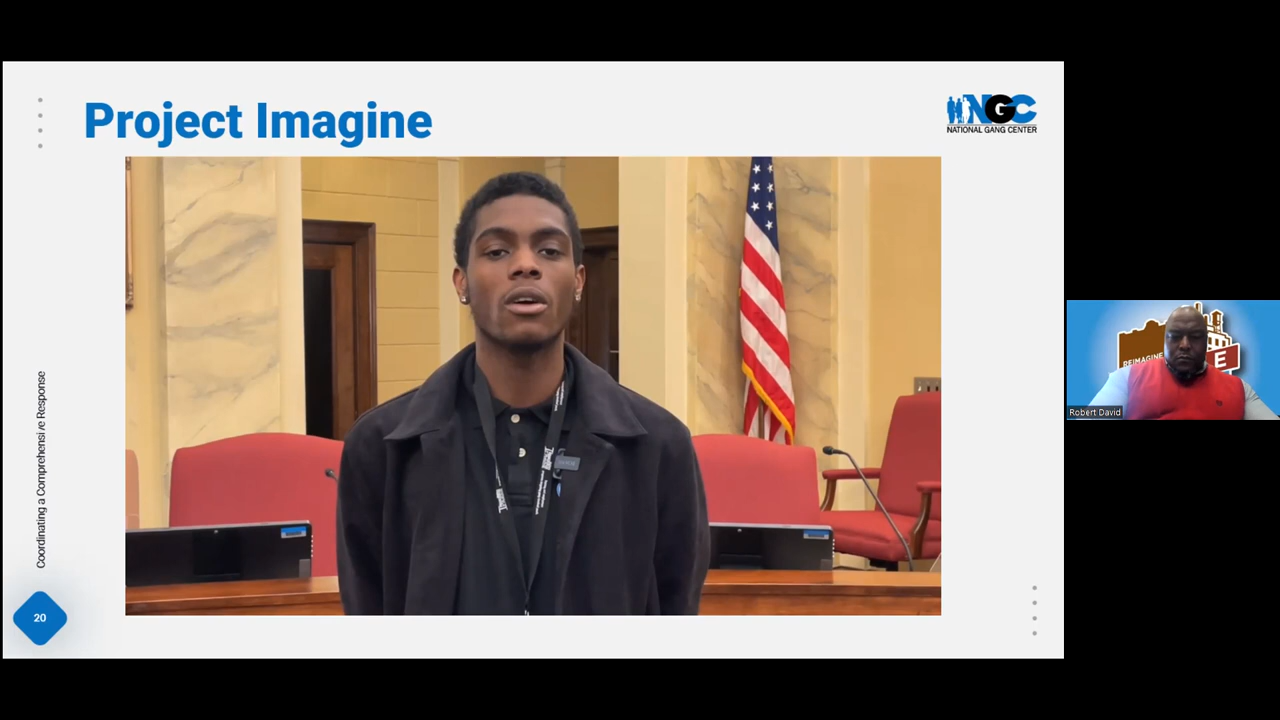 Project Imagine
NGC
NATIONAL GANG CENTER
Coordinating a Comprehensive Response
20
REIMAGINE
E
Robert David